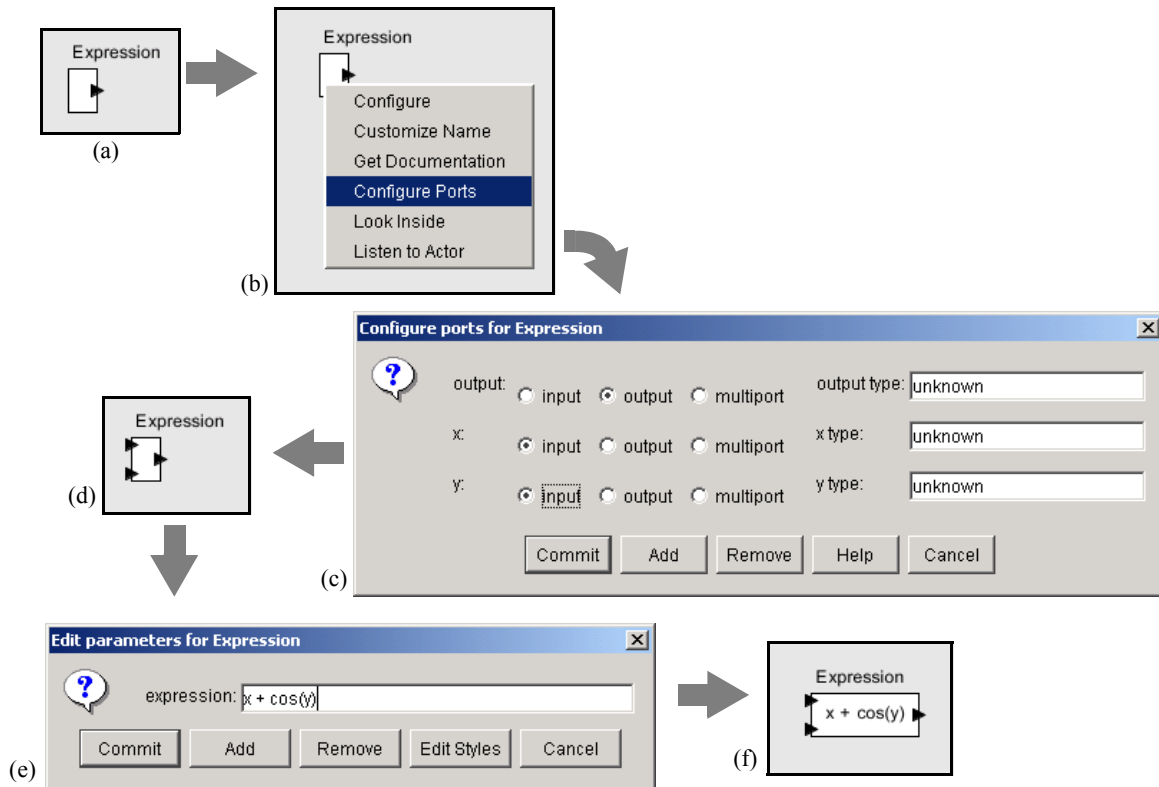 Expression
(a)
Expression
Configure
Customize Name
Get Documentation
Configure Ports
Look Inside
Listen to Actor
(b)
Configure ports for Expression
output: input output multiport output type: unknown
x: input output multiport x type: unknown
y: input output multiport y type: unknown
Commit Add Remove Help Cancel
(c)
Expression
(d)
Edit parameters for Expression
expression: x + cos(y)
Commit Add Remove Edit Styles Cancel
(e)
Expression
x + cos(y)
(f)